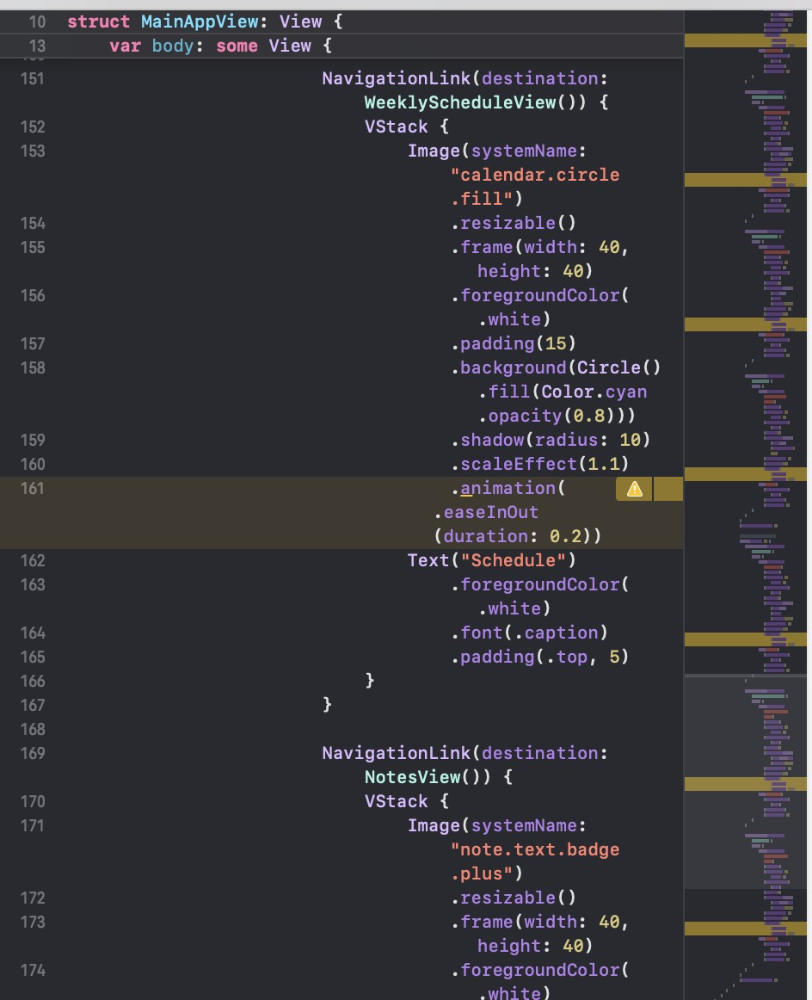 10 struct MainAppView: View {
13 var body: some View {
151 NavigationLink(destination:
WeeklyScheduleView()) {
152 VStack {
153 Image(systemName:
"calendar.circle
.fill")
154 .resizable()
155 .frame(width: 40,
height: 40)
156 .foregroundColor(
.white)
157 .padding(15)
158 .background(Circle()
.fill(Color.cyan
.opacity(0.8)))
159 .shadow(radius: 10)
160 .scaleEffect(1.1)
161 .animation(
.easeInOut
(duration: 0.2))
162 Text("Schedule")
163 .foregroundColor(
.white)
164 .font(.caption)
165 .padding(.top, 5)
166 }
167 }
168
169 NavigationLink(destination:
NotesView()) {
170 VStack {
171 Image(systemName:
"note.text.badge
.plus")
172 .resizable()
173 .frame(width: 40,
height: 40)
174 .foregroundColor(
.white)